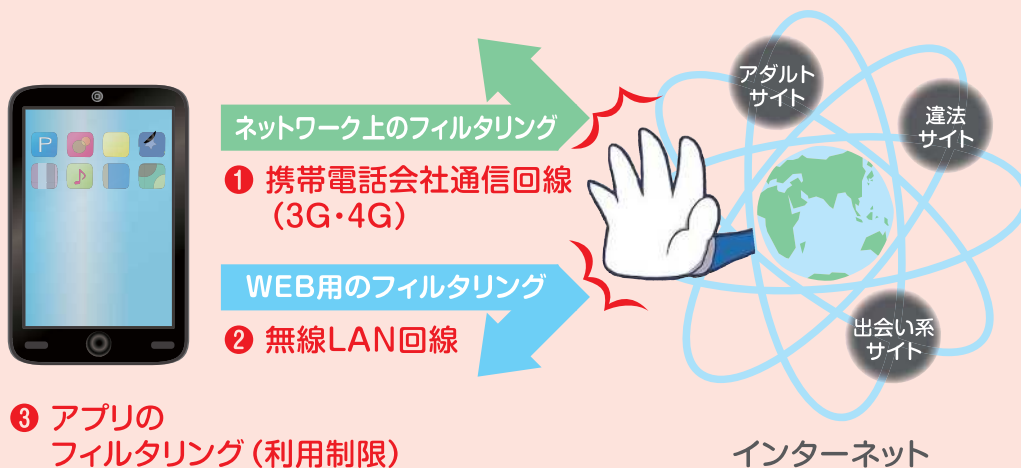 ネットワーク上のフィルタリング
❶ 携帯電話会社通信回線
(3G・4G)
WEB用のフィルタリング
❷ 無線LAN回線
❸ アプリの
フィルタリング(利用制限)
P
アダルト
サイト
違法
サイト
出会い系
サイト
インターネット